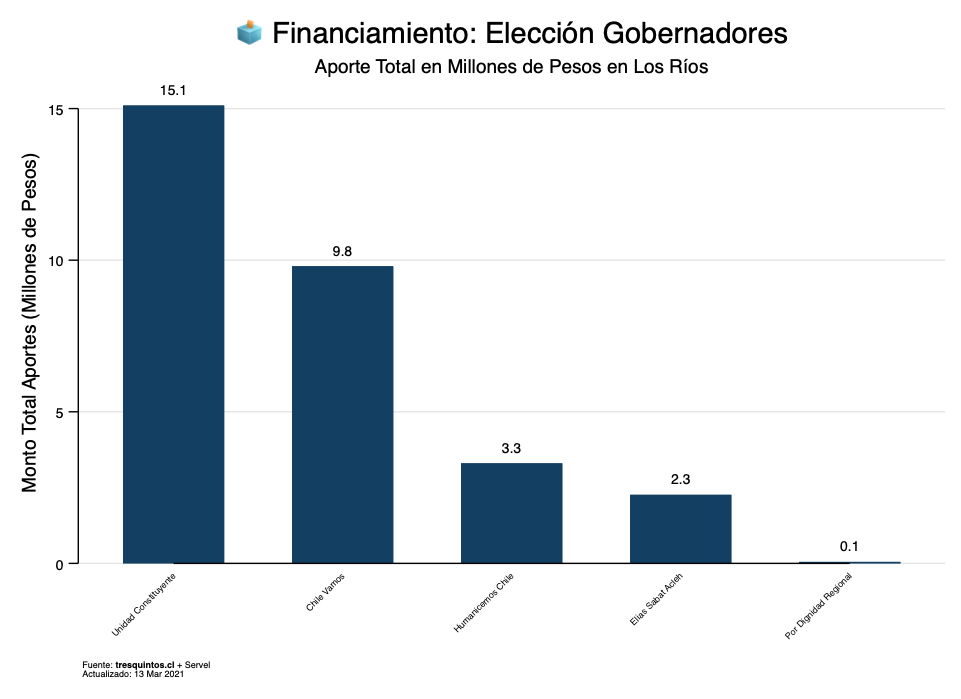 Financiamiento: Elección Gobernadores
Aporte Total en Millones de Pesos en Los Ríos
Monto Total Aportes (Millones de Pesos)
15
10
5
0
15.1
9.8
3.3
2.3
0.1
Unidad Constituyente
Chile Vamos
Humanicemos Chile
Elias Sabat Acleh
Por Dignidad Regional
Fuente: tresquintos.cl + Servel
Actualizado: 13 Mar 2021